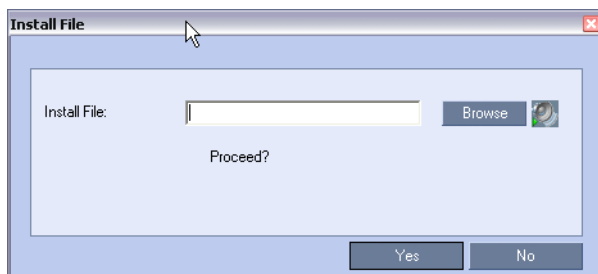 Install File
Install File:
Browse
Proceed?
Yes
No